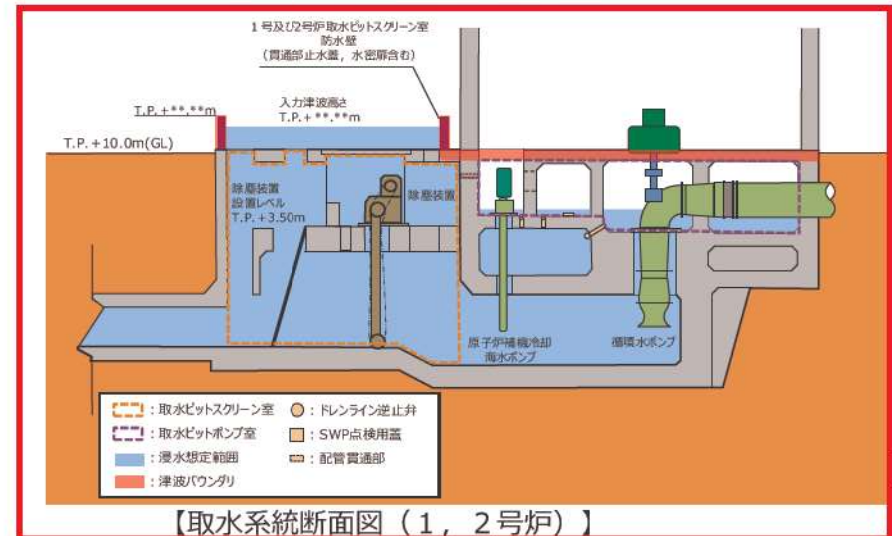 1号及び2号炉取水ピットスクリーン室
防水壁
(貫通部止水蓋，水密扉含む)
入力津波高さ
T.P.+**.**m
T.P.+**.**m
T.P.+10.0m(GL)
除塵装置
設置レベル
T.P.+3.50m
除塵装置
原子炉補機冷却
海水ポンプ
循環水ポンプ
：取水ピットスクリーン室
：ドレンライン逆止弁
：取水ピットポンプ室
：SWP点検用蓋
：浸水想定範囲
：配管貫通部
：津波バウンダリ
【取水系統断面図（1，2号炉）】